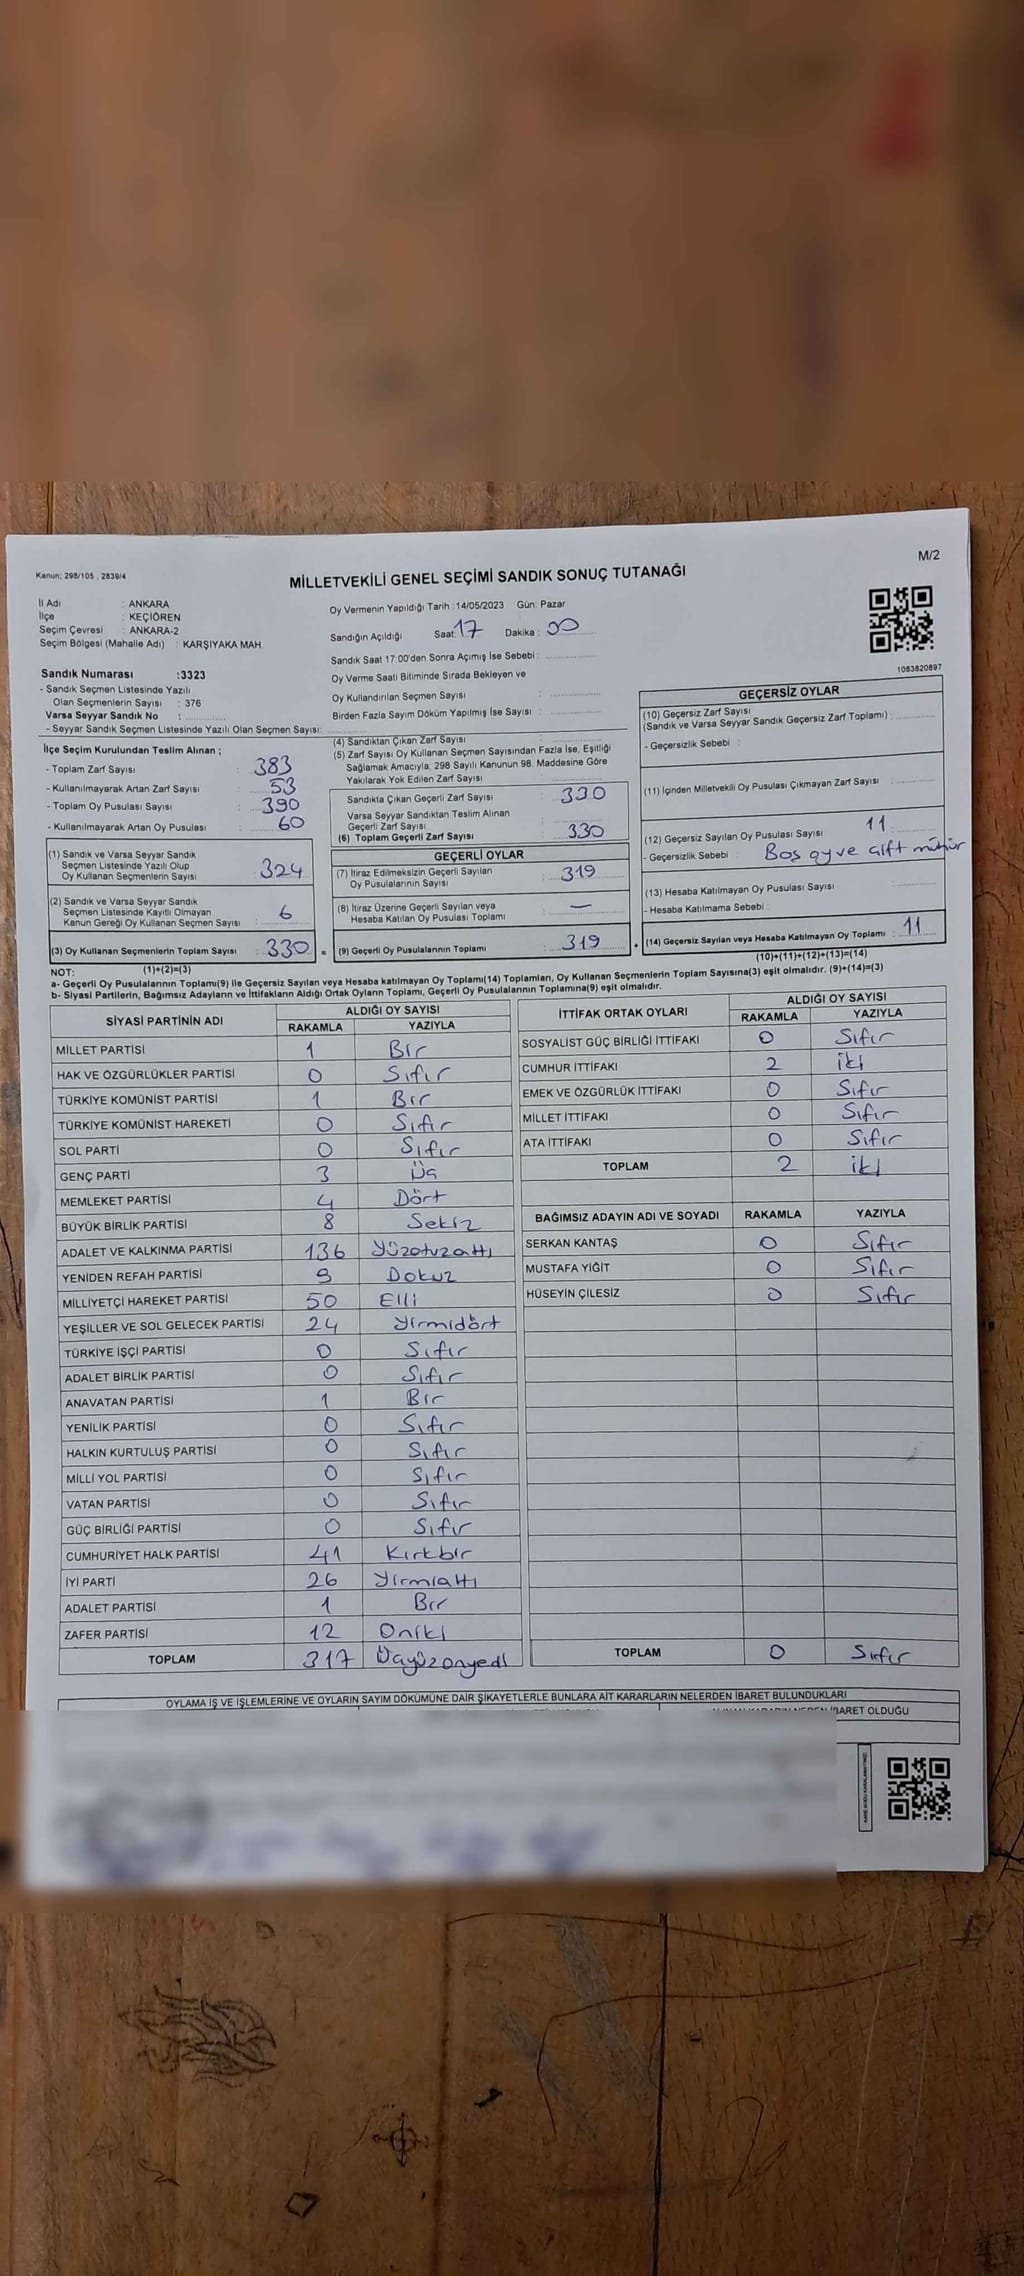 Kanun; 298/105 , 2839/4
M/2
MİLLETVEKİLİ GENEL SEÇİMİ SANDIK SONUÇ TUTANAĞI
İl Adı : ANKARA
İlçe : KEÇİÖREN
Seçim Çevresi : ANKARA-2
Seçim Bölgesi (Mahalle Adı) : KARŞIYAKA MAH.
Oy Vermenin Yapıldığı Tarih :14/05/2023 Gün: Pazar
Sandığın Açıldığı Saat:17 Dakika : 00
Sandık Saat 17:00'den Sonra Açımış İse Sebebi :
Oy Verme Saati Bitiminde Sırada Bekleyen ve
Oy Kullandırılan Seçmen Sayısı :
Birden Fazla Sayım Döküm Yapılmış İse Sayısı :
1083820897
Sandık Numarası :3323
- Sandık Seçmen Listesinde Yazılı
Olan Seçmenlerin Sayısı : 376
Varsa Seyyar Sandık No :
- Seyyar Sandık Seçmen Listesinde Yazılı Olan Seçmen Sayısı:
İlçe Seçim Kurulundan Teslim Alınan ;
- Toplam Zarf Sayısı : 383
- Kullanılmayarak Artan Zarf Sayısı : 53
- Toplam Oy Pusulası Sayısı : 390
- Kullanılmayarak Artan Oy Pusulası : 60
(1) Sandık ve Varsa Seyyar Sandık
Seçmen Listesinde Yazılı Olup
Oy Kullanan Seçmenlerin Sayısı : 324
(2) Sandık ve Varsa Seyyar Sandık
Seçmen Listesinde Kayıtlı Olmayan
Kanun Gereği Oy Kullanan Seçmen Sayısı : 6
(3) Oy Kullanan Seçmenlerin Toplam Sayısı : 330 =
(1)+(2)=(3)
(4) Sandıktan Çıkan Zarf Sayısı :
(5) Zarf Sayısı Oy Kullanan Seçmen Sayısından Fazla İse, Eşitliği
Sağlamak Amacıyla; 298 Sayılı Kanunun 98. Maddesine Göre
Yakılarak Yok Edilen Zarf Sayısı :
Sandıkta Çıkan Geçerli Zarf Sayısı : 330
Varsa Seyyar Sandıktan Teslim Alınan
Geçerli Zarf Sayısı :
(6) Toplam Geçerli Zarf Sayısı : 330
GEÇERLİ OYLAR
(7) İtiraz Edilmeksizin Geçerli Sayılan
Oy Pusulalarının Sayısı : 319
(8) İtiraz Üzerine Geçerli Sayılan veya
Hesaba Katılan Oy Pusulası Toplamı : —
(9) Geçerli Oy Pusulalarının Toplamı : 319 +
GEÇERSİZ OYLAR
(10) Geçersiz Zarf Sayısı
(Sandık ve Varsa Seyyar Sandık Geçersiz Zarf Toplamı) :
- Geçersizlik Sebebi :
(11) İçinden Milletvekili Oy Pusulası Çıkmayan Zarf Sayısı :
(12) Geçersiz Sayılan Oy Pusulası Sayısı : 11
- Geçersizlik Sebebi : Boş oy ve çift mühür
(13) Hesaba Katılmayan Oy Pusulası Sayısı :
- Hesaba Katılmama Sebebi :
(14) Geçersiz Sayılan veya Hesaba Katılmayan Oy Toplamı : 11
(10)+(11)+(12)+(13)=(14)
NOT:
a- Geçerli Oy Pusulalarının Toplamı(9) ile Geçersiz Sayılan veya Hesaba katılmayan Oy Toplamı(14) Toplamları, Oy Kullanan Seçmenlerin Toplam Sayısına(3) eşit olmalıdır. (9)+(14)=(3)
b- Siyasi Partilerin, Bağımsız Adayların ve İttifakların Aldığı Ortak Oyların Toplamı, Geçerli Oy Pusulalarının Toplamına(9) eşit olmalıdır.
SİYASİ PARTİNİN ADI ALDIĞI OY SAYISI
RAKAMLA YAZIYLA
MİLLET PARTİSİ 1 Bir
HAK VE ÖZGÜRLÜKLER PARTİSİ 0 Sıfır
TÜRKİYE KOMÜNİST PARTİSİ 1 Bir
TÜRKİYE KOMÜNİST HAREKETİ 0 Sıfır
SOL PARTİ 0 Sıfır
GENÇ PARTİ 3 Üç
MEMLEKET PARTİSİ 4 Dört
BÜYÜK BİRLİK PARTİSİ 8 Sekiz
ADALET VE KALKINMA PARTİSİ 136 Yüzotuzaltı
YENİDEN REFAH PARTİSİ 9 Dokuz
MİLLİYETÇİ HAREKET PARTİSİ 50 Elli
YEŞİLLER VE SOL GELECEK PARTİSİ 24 Yirmidört
TÜRKİYE İŞÇİ PARTİSİ 0 Sıfır
ADALET BİRLİK PARTİSİ 0 Sıfır
ANAVATAN PARTİSİ 1 Bir
YENİLİK PARTİSİ 0 Sıfır
HALKIN KURTULUŞ PARTİSİ 0 Sıfır
MİLLİ YOL PARTİSİ 0 Sıfır
VATAN PARTİSİ 0 Sıfır
GÜÇ BİRLİĞİ PARTİSİ 0 Sıfır
CUMHURİYET HALK PARTİSİ 41 Kırkbir
İYİ PARTİ 26 Yirmialtı
ADALET PARTİSİ 1 Bir
ZAFER PARTİSİ 12 Oniki
TOPLAM 317 Üçyüzonyedi
İTTİFAK ORTAK OYLARI ALDIĞI OY SAYISI
RAKAMLA YAZIYLA
SOSYALİST GÜÇ BİRLİĞİ İTTİFAKI 0 Sıfır
CUMHUR İTTİFAKI 2 iki
EMEK VE ÖZGÜRLÜK İTTİFAKI 0 Sıfır
MİLLET İTTİFAKI 0 Sıfır
ATA İTTİFAKI 0 Sıfır
TOPLAM 2 iki
BAĞIMSIZ ADAYIN ADI VE SOYADI RAKAMLA YAZIYLA
SERKAN KANTAŞ 0 Sıfır
MUSTAFA YİĞİT 0 Sıfır
HÜSEYİN ÇİLESİZ 0 Sıfır
TOPLAM 0 Sıfır
OYLAMA İŞ VE İŞLEMLERİNE VE OYLARIN SAYIM DÖKÜMÜNE DAİR ŞİKAYETLERLE BUNLARA AİT KARARLARIN NELERDEN İBARET BULUNDUKLARI
İBARET OLDUĞU